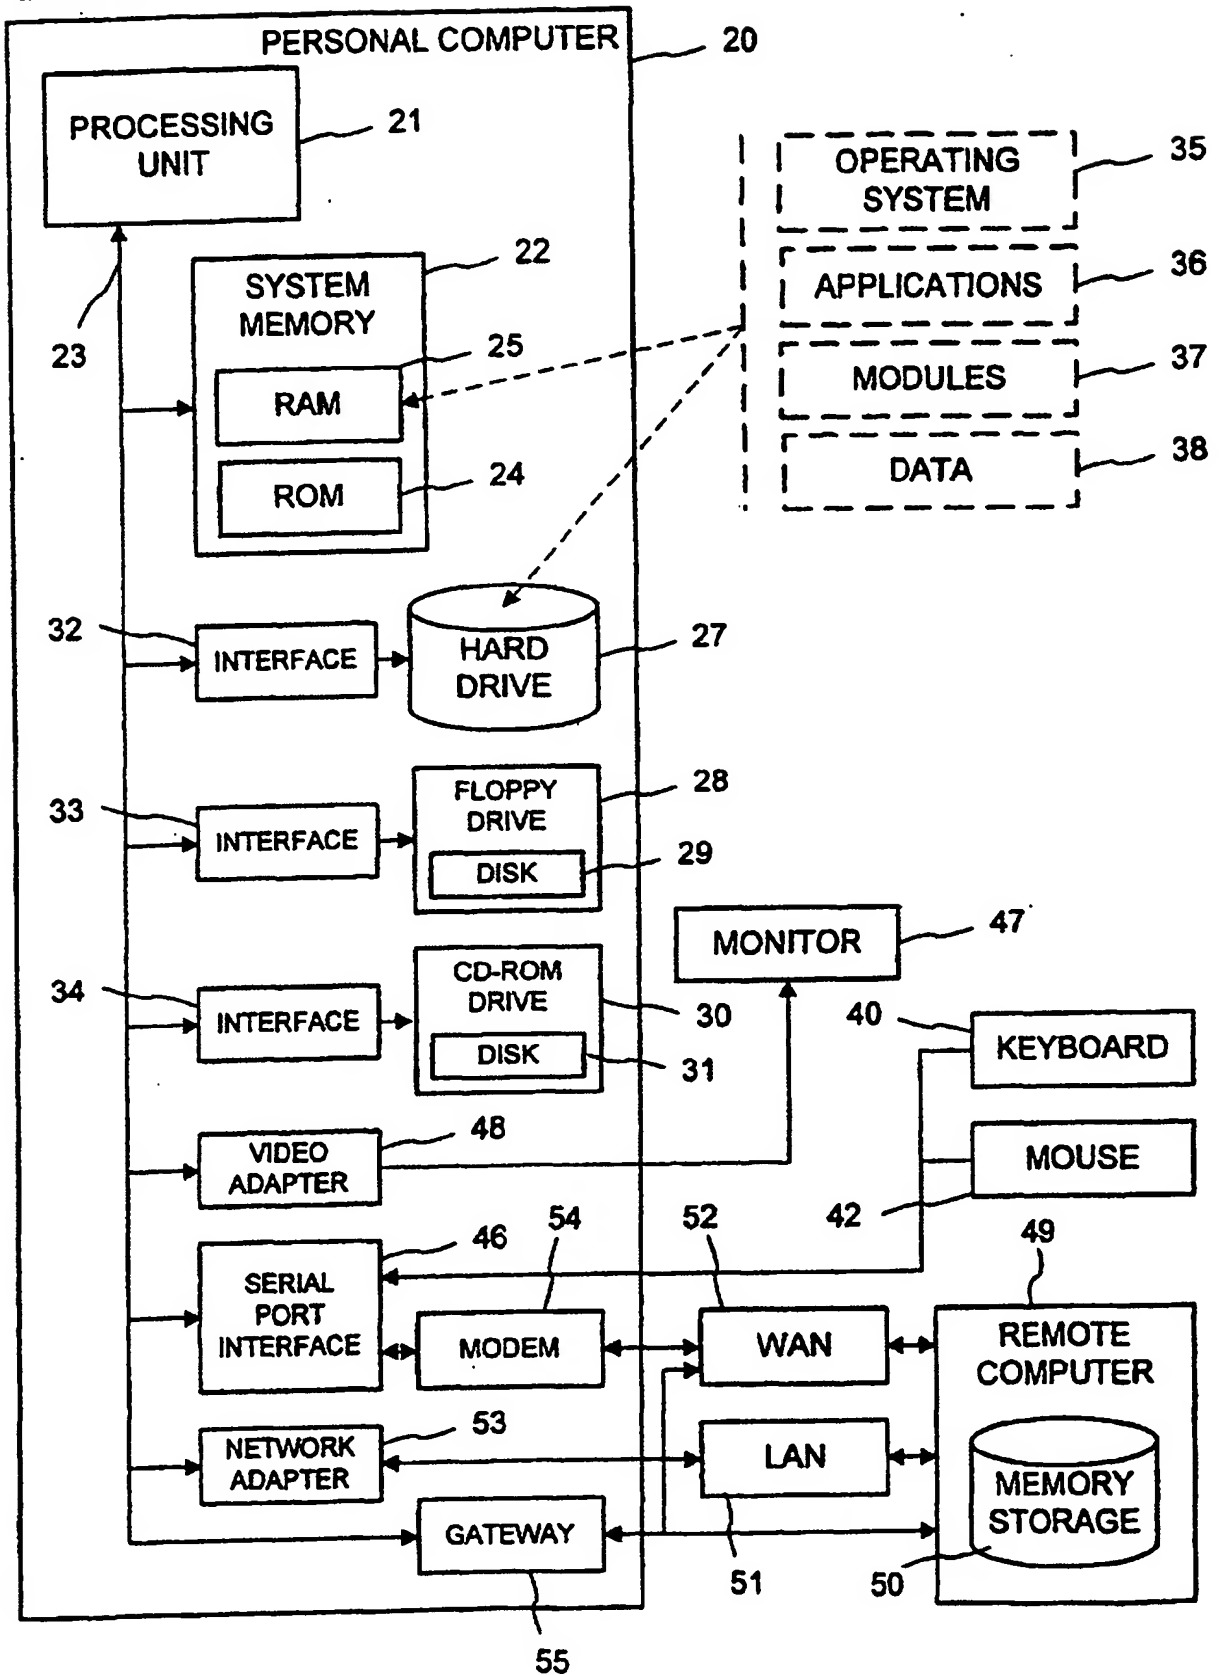 PERSONAL COMPUTER
20
PROCESSING
UNIT
21
23
SYSTEM
MEMORY
22
RAM
25
ROM
24
OPERATING
SYSTEM
35
APPLICATIONS
36
MODULES
37
DATA
38
32
INTERFACE
HARD
DRIVE
27
33
INTERFACE
FLOPPY
DRIVE
28
DISK
29
34
INTERFACE
CD-ROM
DRIVE
30
DISK
31
MONITOR
47
40
KEYBOARD
MOUSE
42
VIDEO
ADAPTER
48
SERIAL
PORT
INTERFACE
46
54
MODEM
52
WAN
49
REMOTE
COMPUTER
MEMORY
STORAGE
50
NETWORK
ADAPTER
53
LAN
51
GATEWAY
55